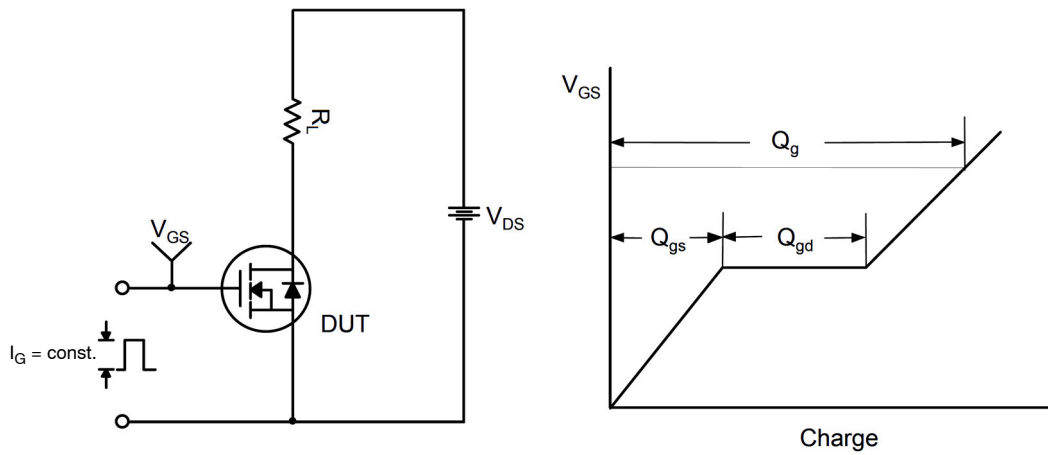 R_L
V_DS
V_GS
DUT
I_G = const.
V_GS
Q_g
Q_gs
Q_gd
Charge